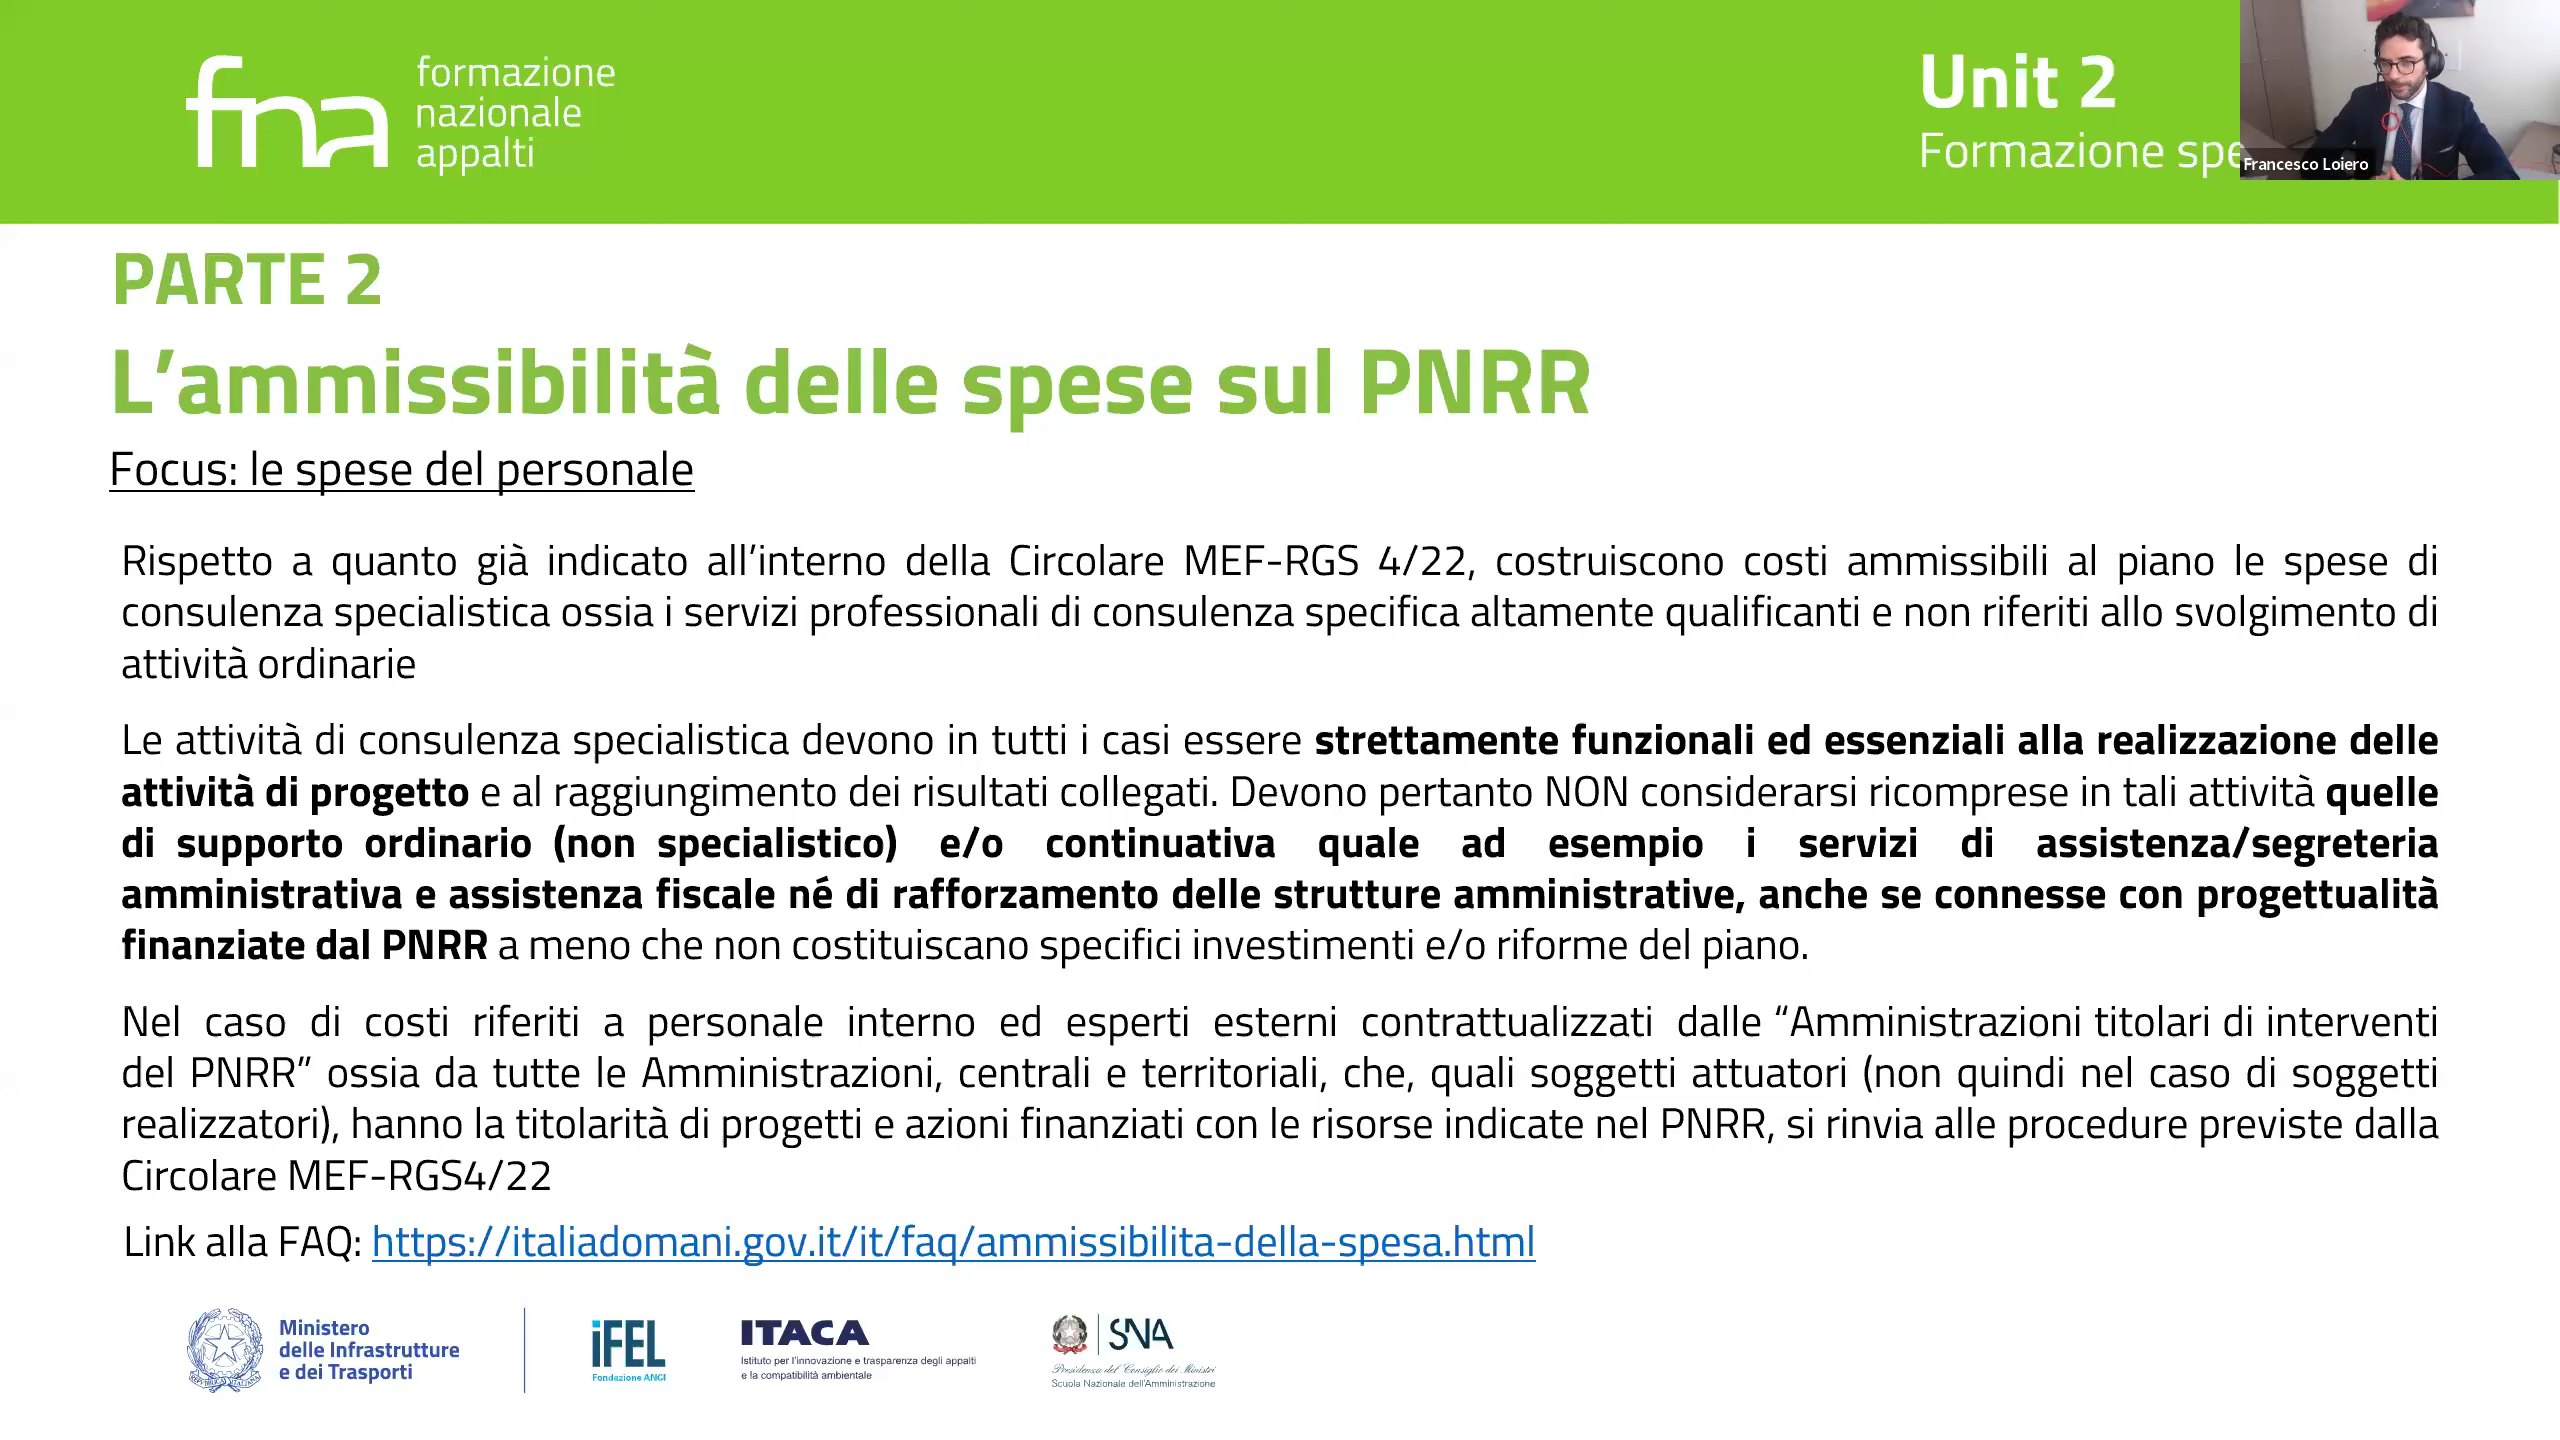 fna
formazione
nazionale
appalti
Unit 2
Formazione spe
Francesco Loiero
PARTE 2
L’ammissibilità delle spese sul PNRR
Focus: le spese del personale
Rispetto a quanto già indicato all’interno della Circolare MEF-RGS 4/22, costruiscono costi ammissibili al piano le spese di
consulenza specialistica ossia i servizi professionali di consulenza specifica altamente qualificanti e non riferiti allo svolgimento di
attività ordinarie
Le attività di consulenza specialistica devono in tutti i casi essere strettamente funzionali ed essenziali alla realizzazione delle
attività di progetto e al raggiungimento dei risultati collegati. Devono pertanto NON considerarsi ricomprese in tali attività quelle
di supporto ordinario (non specialistico) e/o continuativa quale ad esempio i servizi di assistenza/segreteria
amministrativa e assistenza fiscale né di rafforzamento delle strutture amministrative, anche se connesse con progettualità
finanziate dal PNRR a meno che non costituiscano specifici investimenti e/o riforme del piano.
Nel caso di costi riferiti a personale interno ed esperti esterni contrattualizzati dalle “Amministrazioni titolari di interventi
del PNRR” ossia da tutte le Amministrazioni, centrali e territoriali, che, quali soggetti attuatori (non quindi nel caso di soggetti
realizzatori), hanno la titolarità di progetti e azioni finanziati con le risorse indicate nel PNRR, si rinvia alle procedure previste dalla
Circolare MEF-RGS4/22
Link alla FAQ: https://italiadomani.gov.it/it/faq/ammissibilita-della-spesa.html
Ministero
delle Infrastrutture
e dei Trasporti
iFEL
Fondazione ANCI
ITACA
Istituto per l’innovazione e trasparenza degli appalti
e la compatibilità ambientale
SNA
Presidenza del Consiglio dei Ministri
Scuola Nazionale dell’Amministrazione